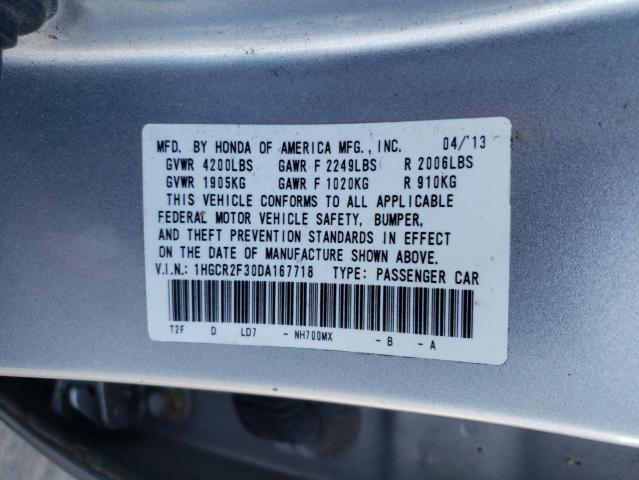 MFD. BY HONDA OF AMERICA MFG., INC. 04/'13
GVWR 4200LBS GAWR F 2249LBS R 2006LBS
GVWR 1905KG GAWR F 1020KG R 910KG
THIS VEHICLE CONFORMS TO ALL APPLICABLE
FEDERAL MOTOR VEHICLE SAFETY, BUMPER,
AND THEFT PREVENTION STANDARDS IN EFFECT
ON THE DATE OF MANUFACTURE SHOWN ABOVE.
V.I.N.: 1HGCR2F30DA167718 TYPE: PASSENGER CAR
T2F D LD7 - NH700MX - B - A